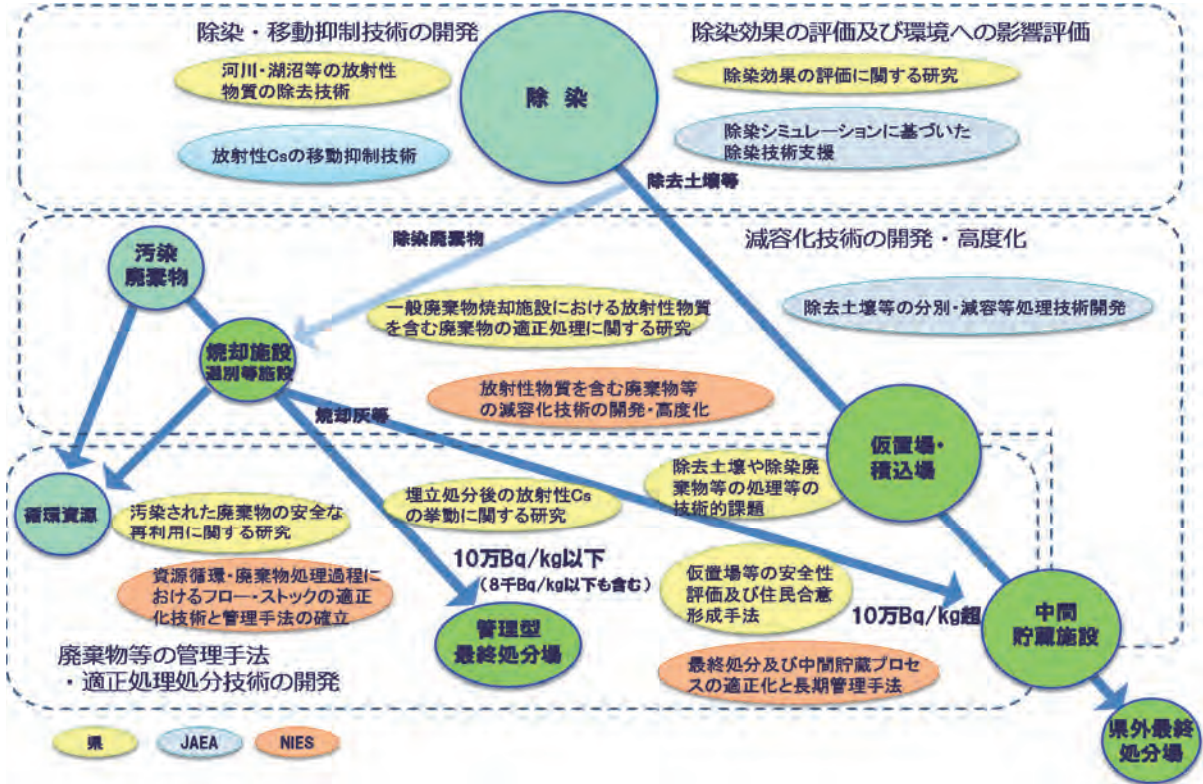 除染・移動抑制技術の開発
除染効果の評価及び環境への影響評価
河川・湖沼等の放射性
物質の除去技術
除 染
除染効果の評価に関する研究
放射性Csの移動抑制技術
除染シミュレーションに基づいた
除染技術支援
除去土壌等
除染廃棄物
減容化技術の開発・高度化
汚染
廃棄物
一般廃棄物焼却施設における放射性物質
を含む廃棄物の適正処理に関する研究
除去土壌等の分別・減容等処理技術開発
焼却施設
選別等施設
放射性物質を含む廃棄物等
の減容化技術の開発・高度化
焼却灰等
仮置場・
積込場
循環資源
汚染された廃棄物の安全な
再利用に関する研究
埋立処分後の放射性Cs
の挙動に関する研究
除去土壌や除染廃
棄物等の処理等の
技術的課題
資源循環・廃棄物処理過程に
おけるフロー・ストックの適正
化技術と管理手法の確立
10万Bq/kg以下
（8千Bq/kg以下も含む）
仮置場等の安全性
評価及び住民合意
形成手法
10万Bq/kg超
中間
貯蔵施設
管理型
最終処分場
廃棄物等の管理手法
・適正処理処分技術の開発
最終処分及び中間貯蔵プロセ
スの適正化と長期管理手法
県外最終
処分場
県
JAEA
NIES